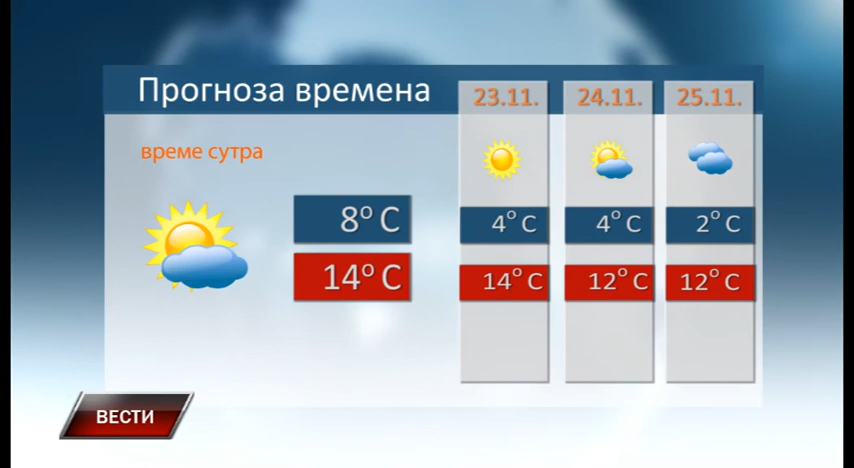 Прогноза времена
време сутра
8° C
14° C
23.11.
4° C
14° C
24.11.
4° C
12° C
25.11.
2° C
12° C
ВЕСТИ